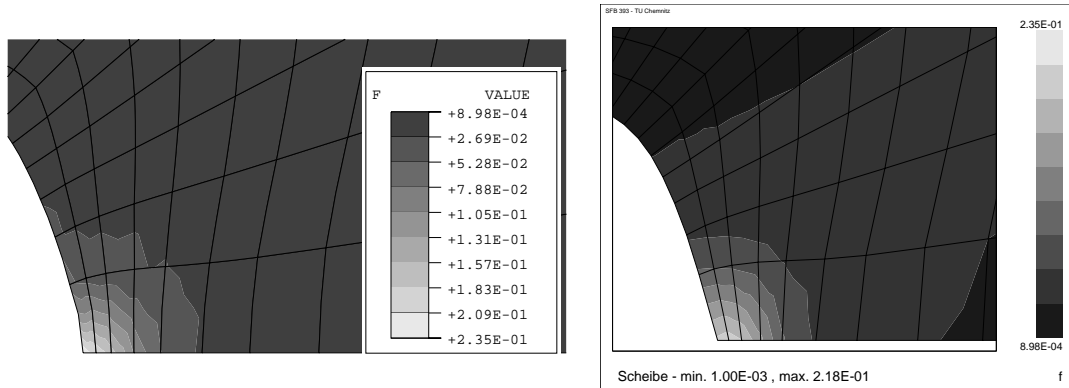 F VALUE
+8.98E-04
+2.69E-02
+5.28E-02
+7.88E-02
+1.05E-01
+1.31E-01
+1.57E-01
+1.83E-01
+2.09E-01
+2.35E-01
SFB 393 - TU Chemnitz
2.35E-01
8.98E-04
Scheibe - min. 1.00E-03 , max. 2.18E-01 f